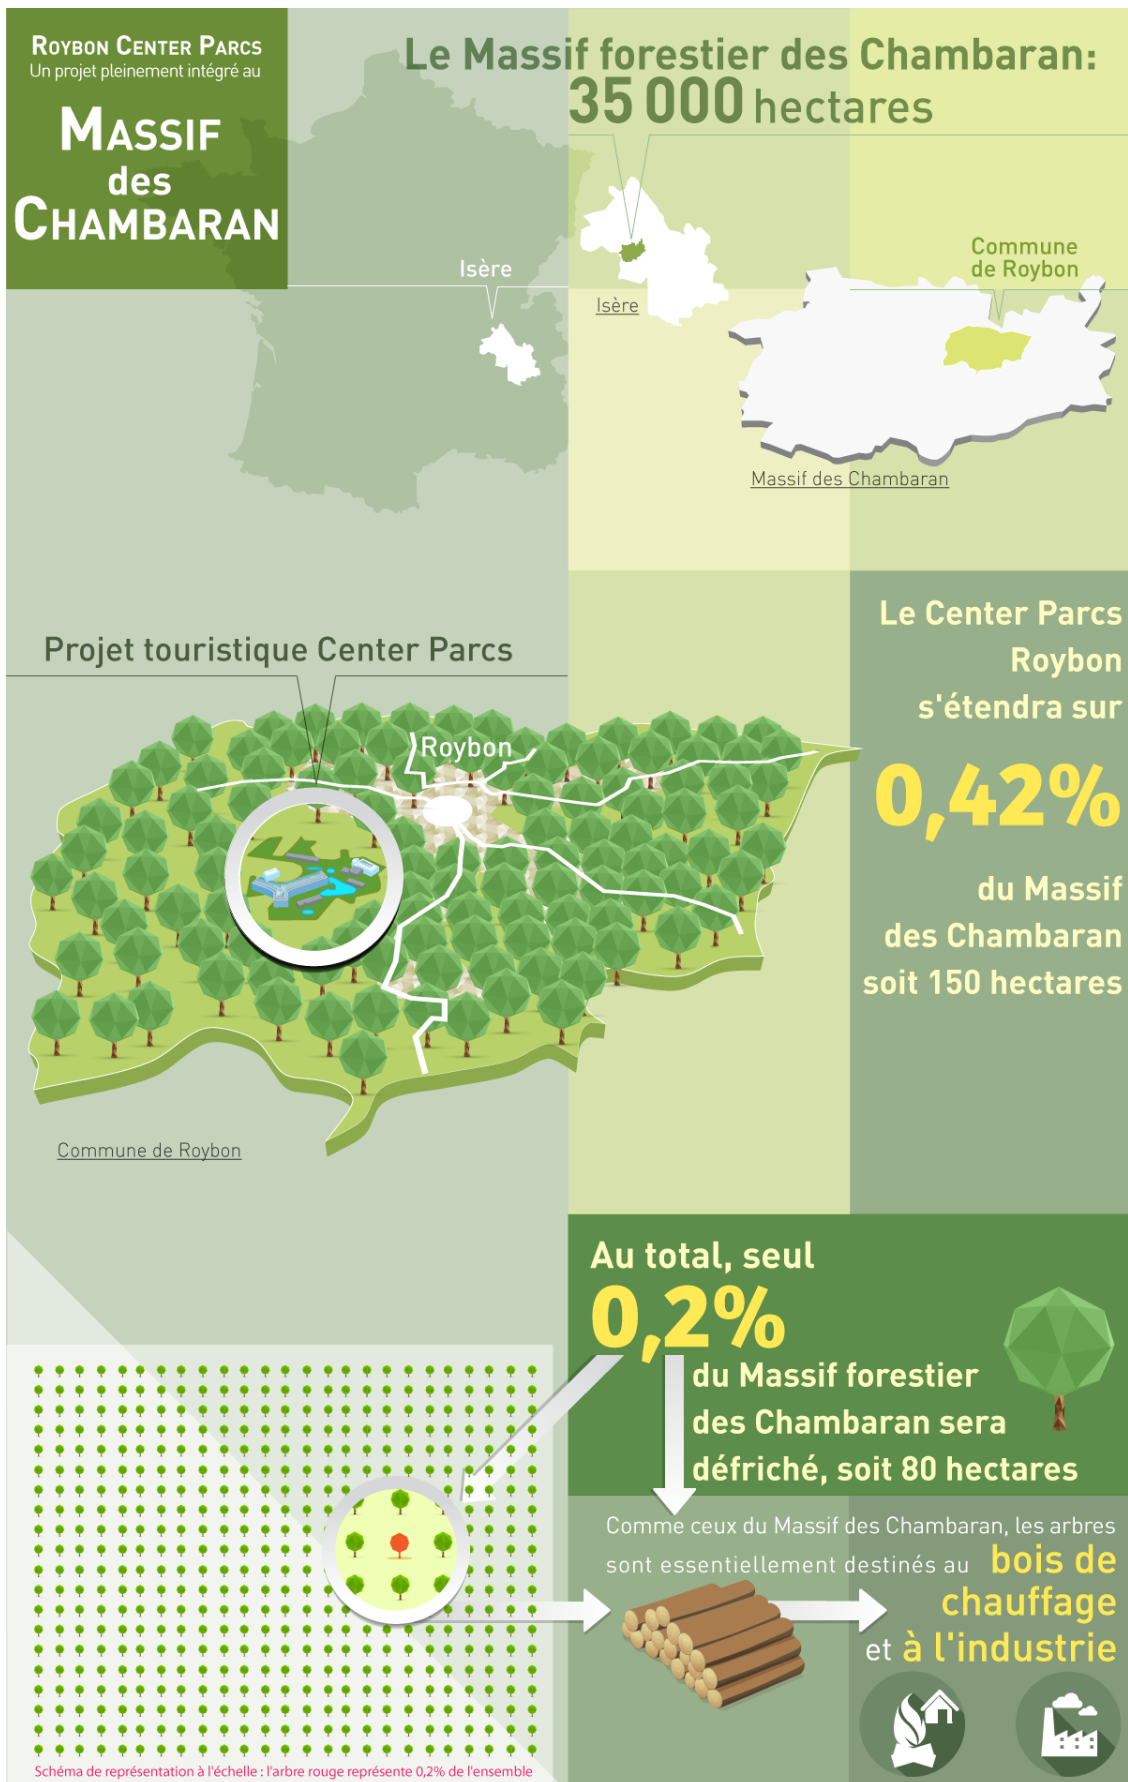 ROYBON CENTER PARCS
Un projet pleinement intégré au
MASSIF
des
CHAMBARAN
Le Massif forestier des Chambaran:
35 000 hectares
Isère
Isère
Commune
de Roybon
Massif des Chambaran
Projet touristique Center Parcs
Roybon
Commune de Roybon
Le Center Parcs
Roybon
s'étendra sur
0,42%
du Massif
des Chambaran
soit 150 hectares
Au total, seul
0,2%
du Massif forestier
des Chambaran sera
défriché, soit 80 hectares
Comme ceux du Massif des Chambaran, les arbres
sont essentiellement destinés au bois de
chauffage
et à l'industrie
Schéma de représentation à l'échelle : l'arbre rouge représente 0,2% de l'ensemble